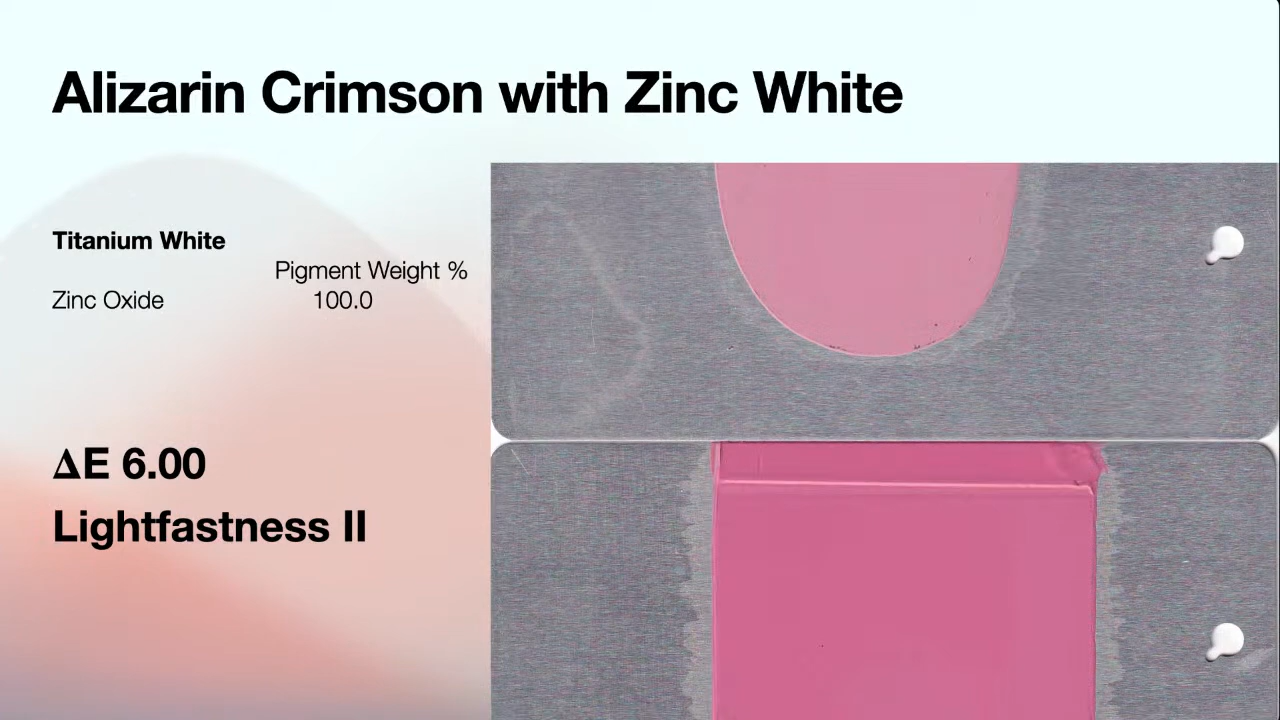 Alizarin Crimson with Zinc White
Titanium White
Pigment Weight %
Zinc Oxide 100.0
ΔE 6.00
Lightfastness II